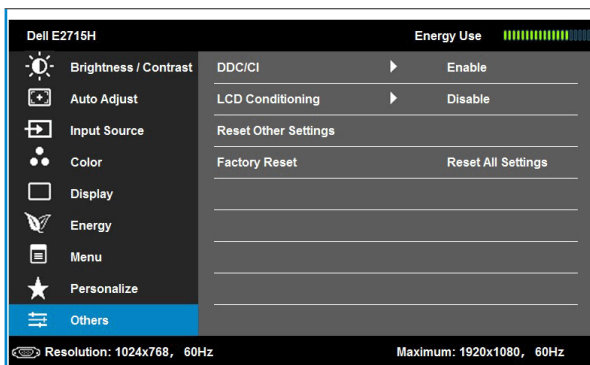 Dell E2715H Energy Use
Brightness / Contrast DDC/CI Enable
Auto Adjust LCD Conditioning Disable
Input Source Reset Other Settings
Color Factory Reset Reset All Settings
Display
Energy
Menu
Personalize
Others
Resolution: 1024x768, 60Hz Maximum: 1920x1080, 60Hz